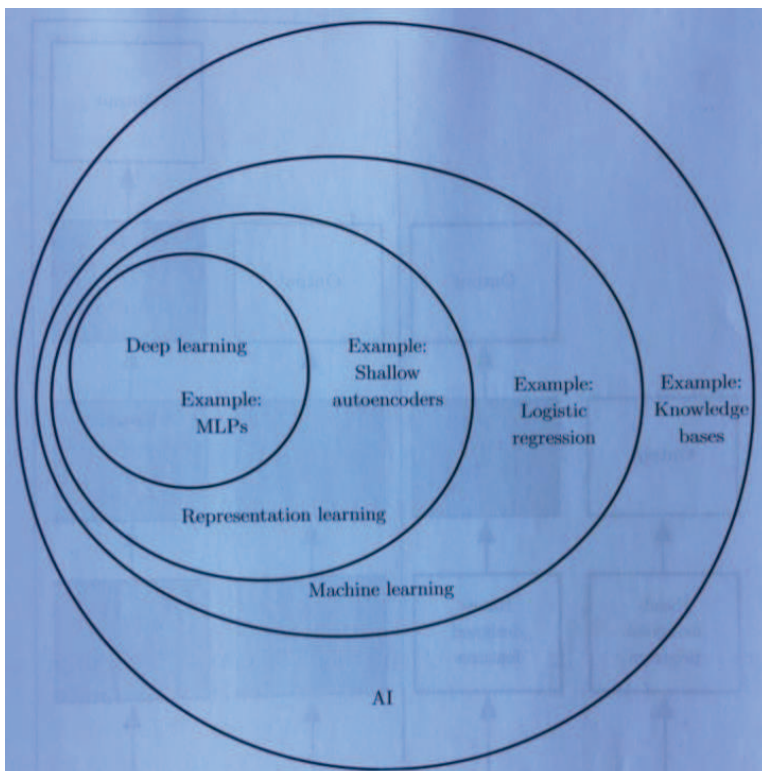 Deep learning
Example:
MLPs
Example:
Shallow
autoencoders
Example:
Logistic
regression
Example:
Knowledge
bases
Representation learning
Machine learning
AI